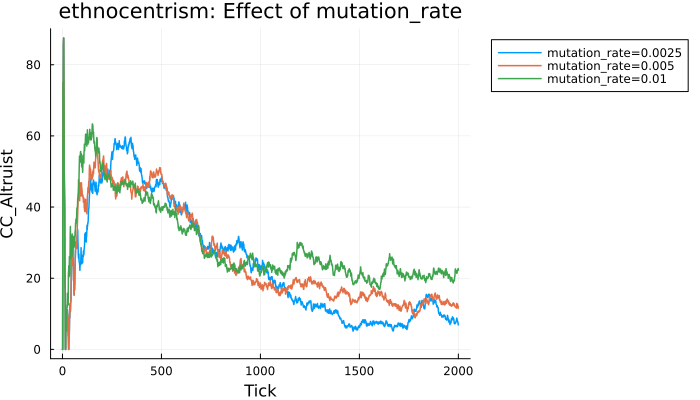 ethnocentrism: Effect of mutation_rate
mutation_rate=0.0025
mutation_rate=0.005
mutation_rate=0.01
CC_Altruist
80
60
40
20
0
0 500 1000 1500 2000
Tick